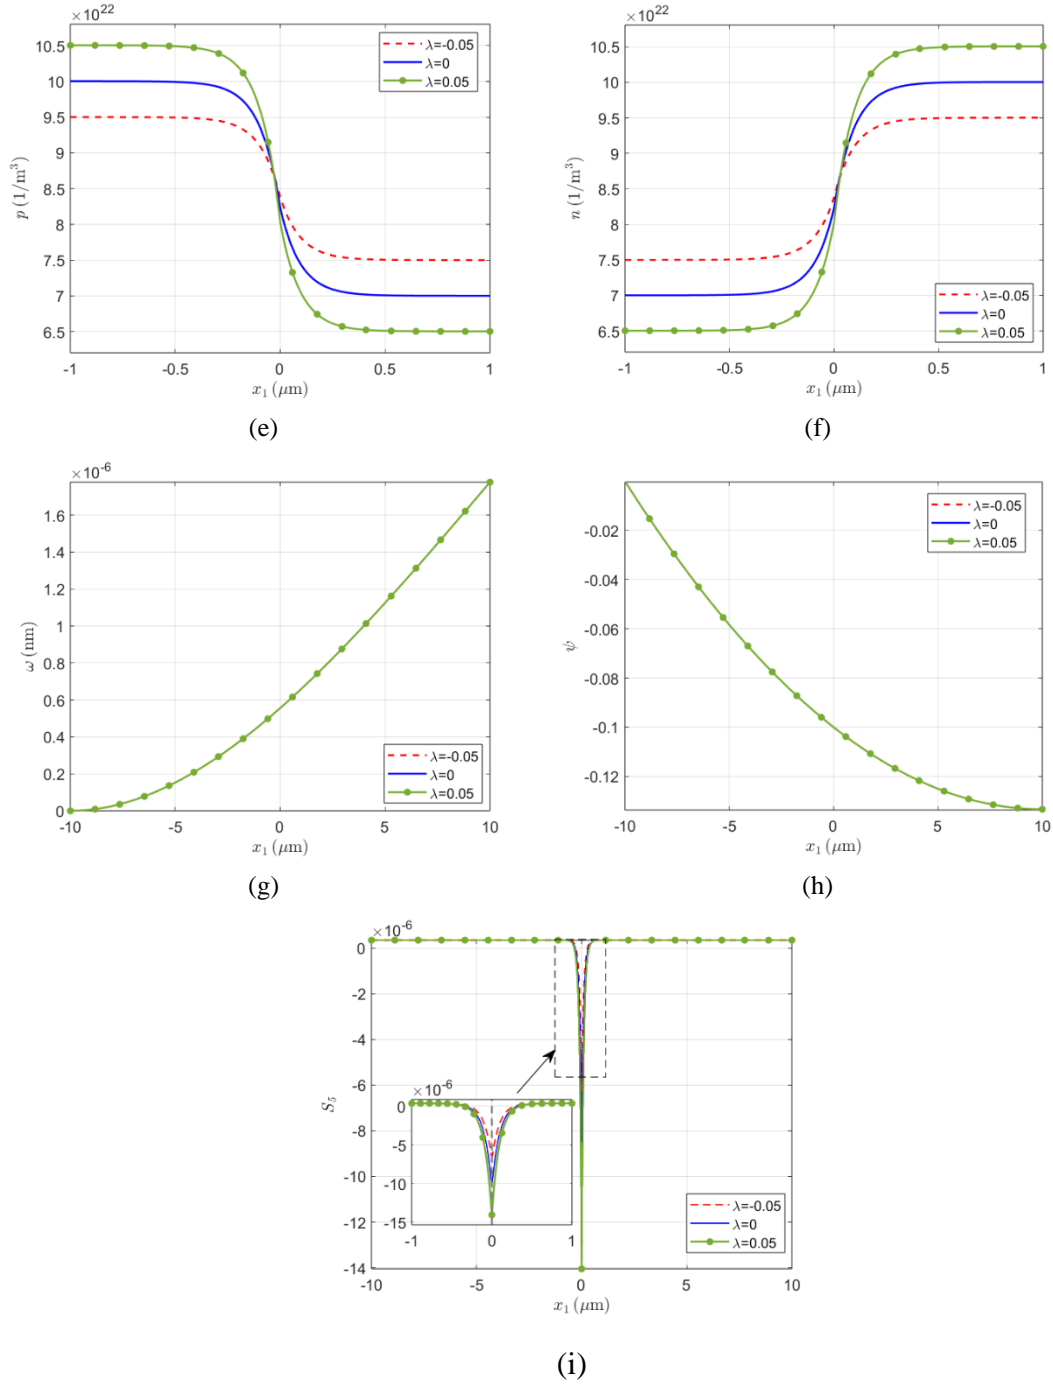 ×10^22
10.5
10
9.5
9
8.5
8
7.5
7
6.5
p (1/m³)
λ=-0.05
λ=0
λ=0.05
-1 -0.5 0 0.5 1
x₁ (μm)
(e)
×10^22
10.5
10
9.5
9
8.5
8
7.5
7
6.5
n (1/m³)
λ=-0.05
λ=0
λ=0.05
-1 -0.5 0 0.5 1
x₁ (μm)
(f)
×10^-6
1.6
1.4
1.2
1
0.8
0.6
0.4
0.2
0
ω (nm)
λ=-0.05
λ=0
λ=0.05
-10 -5 0 5 10
x₁ (μm)
(g)
-0.02
-0.04
-0.06
-0.08
-0.1
-0.12
ψ
λ=-0.05
λ=0
λ=0.05
-10 -5 0 5 10
x₁ (μm)
(h)
×10^-6
0
-2
-4
-6
-8
-10
-12
-14
S₅
×10^-6
0
-5
-10
-15
-1 0 1
λ=-0.05
λ=0
λ=0.05
-10 -5 0 5 10
x₁ (μm)
(i)